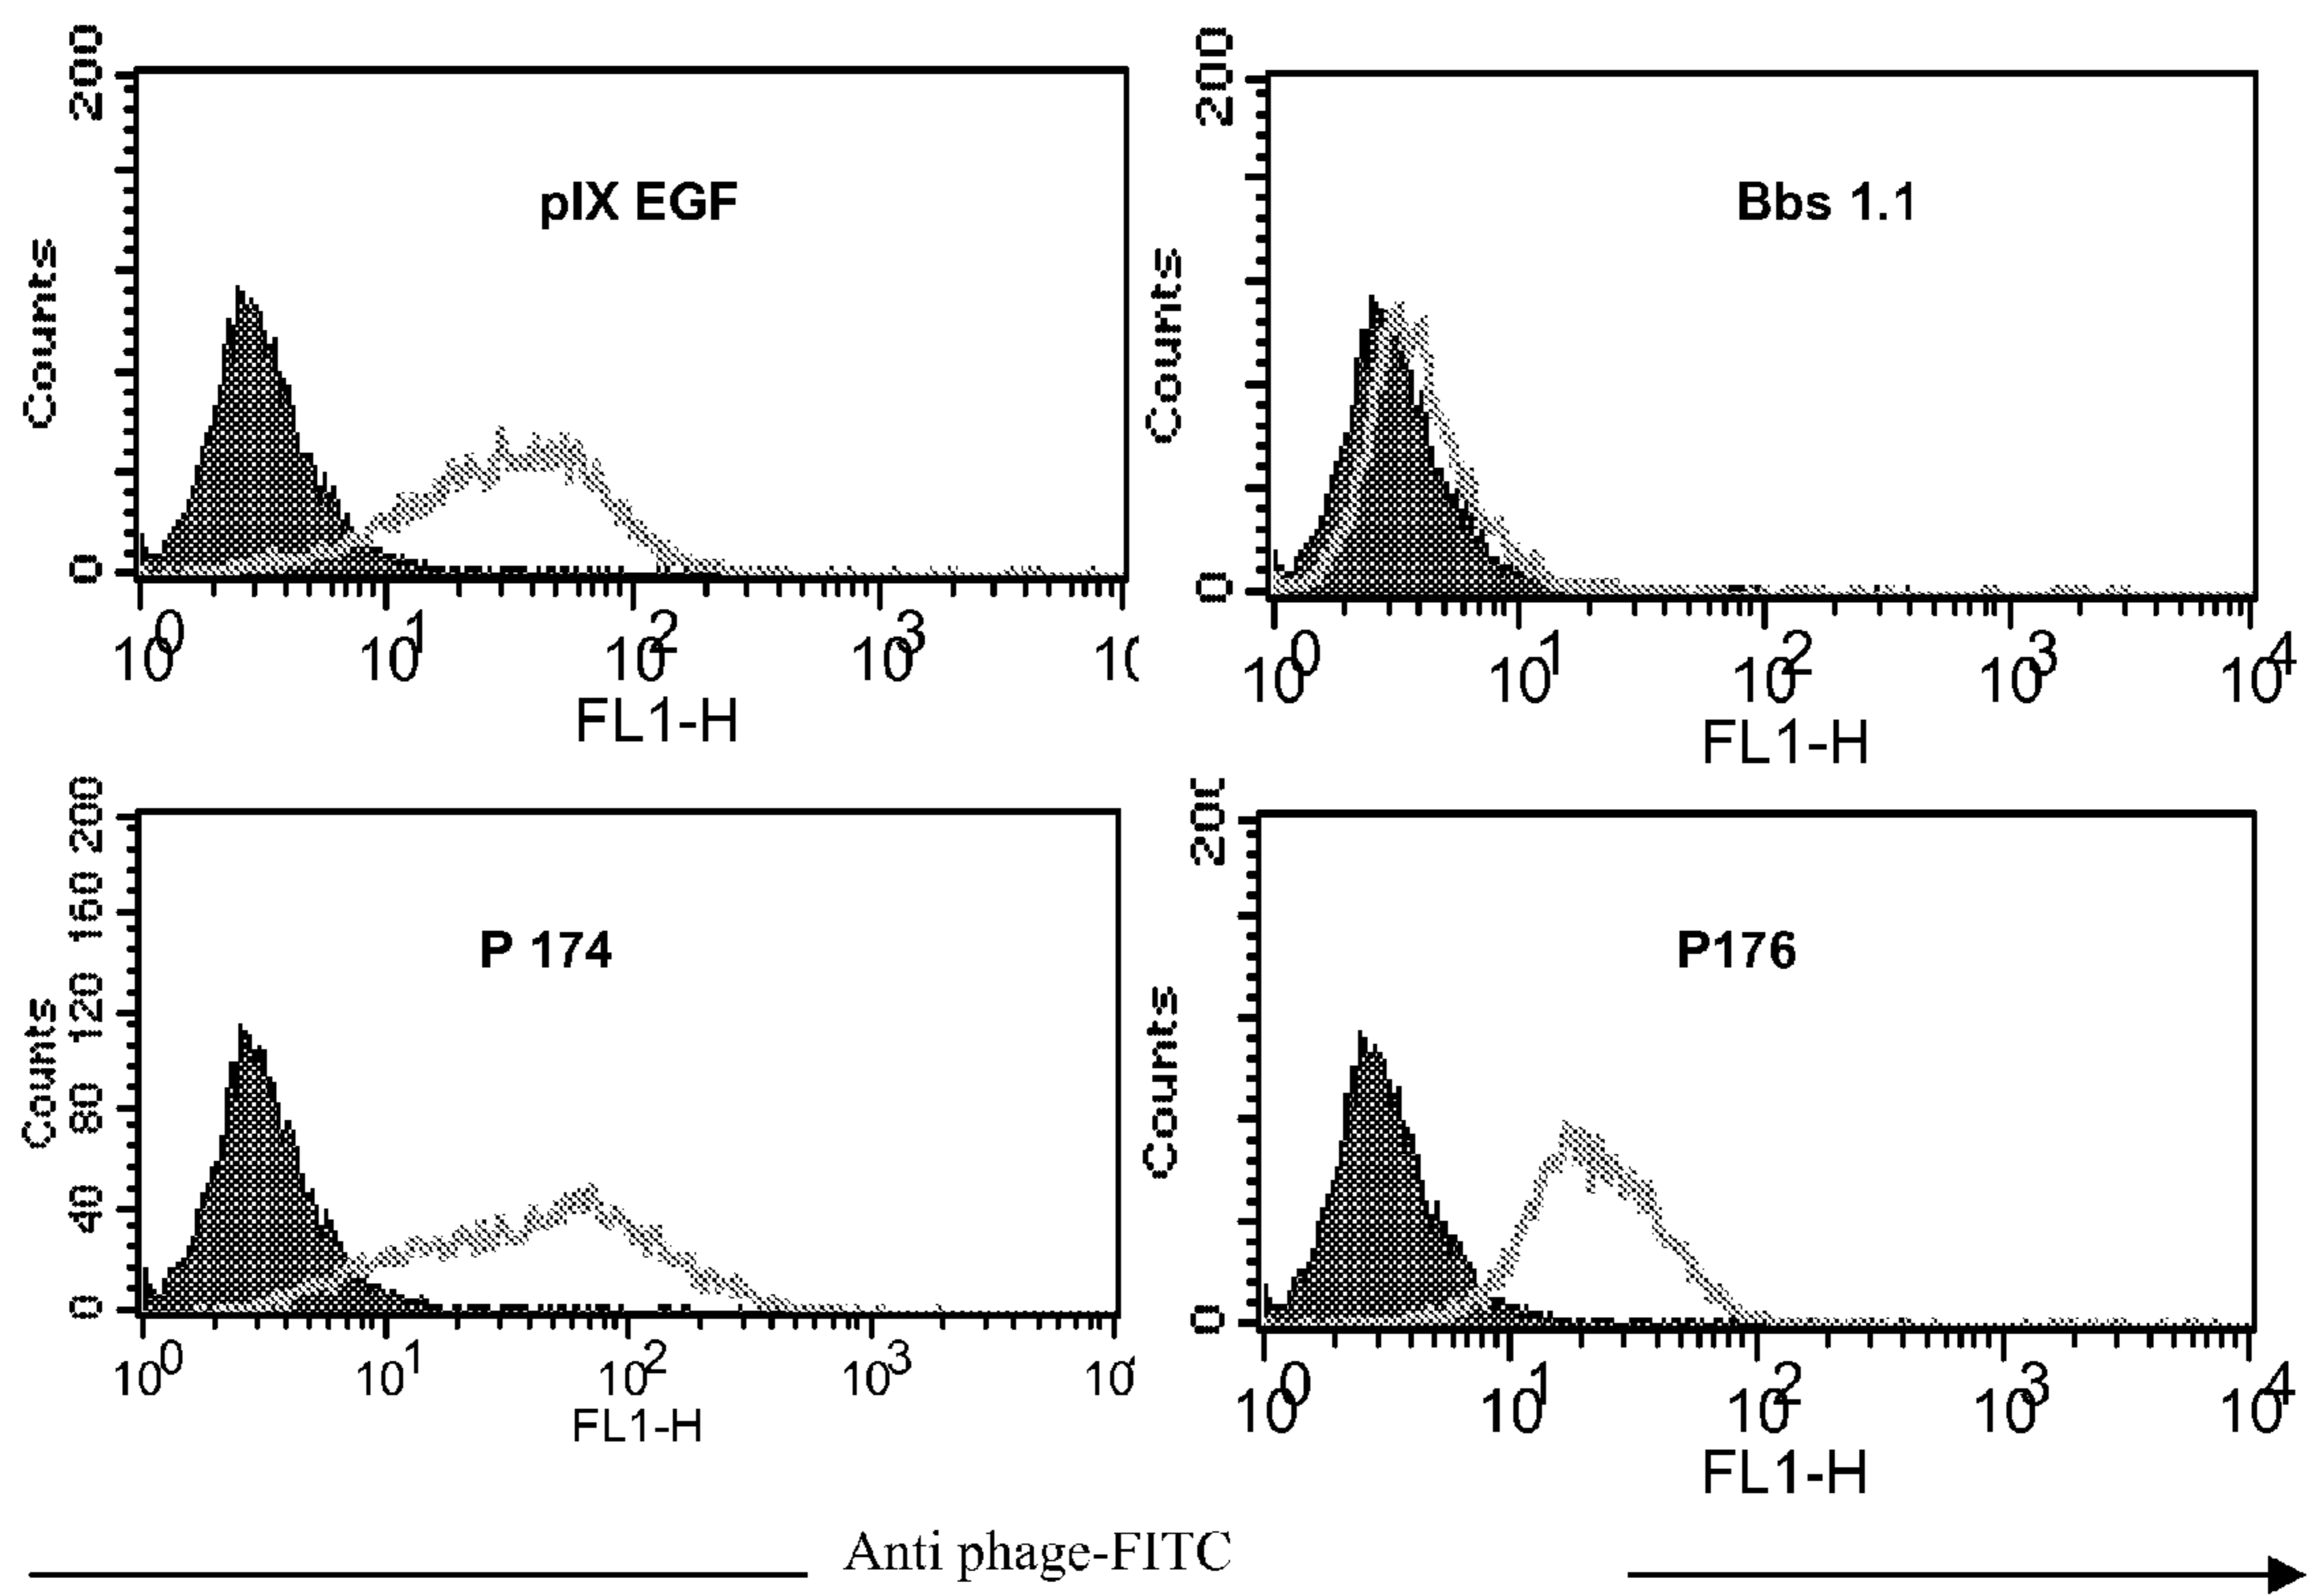 200
Counts
0
pIX EGF
10^0 10^1 10^2 10^3
FL1-H
200
Counts
0
Bbs 1.1
10^0 10^1 10^2 10^3 10^4
FL1-H
200
160
120
80
40
0
Counts
P 174
10^0 10^1 10^2 10^3
FL1-H
Counts
0
P176
10^0 10^1 10^2 10^3 10^4
FL1-H
Anti phage-FITC